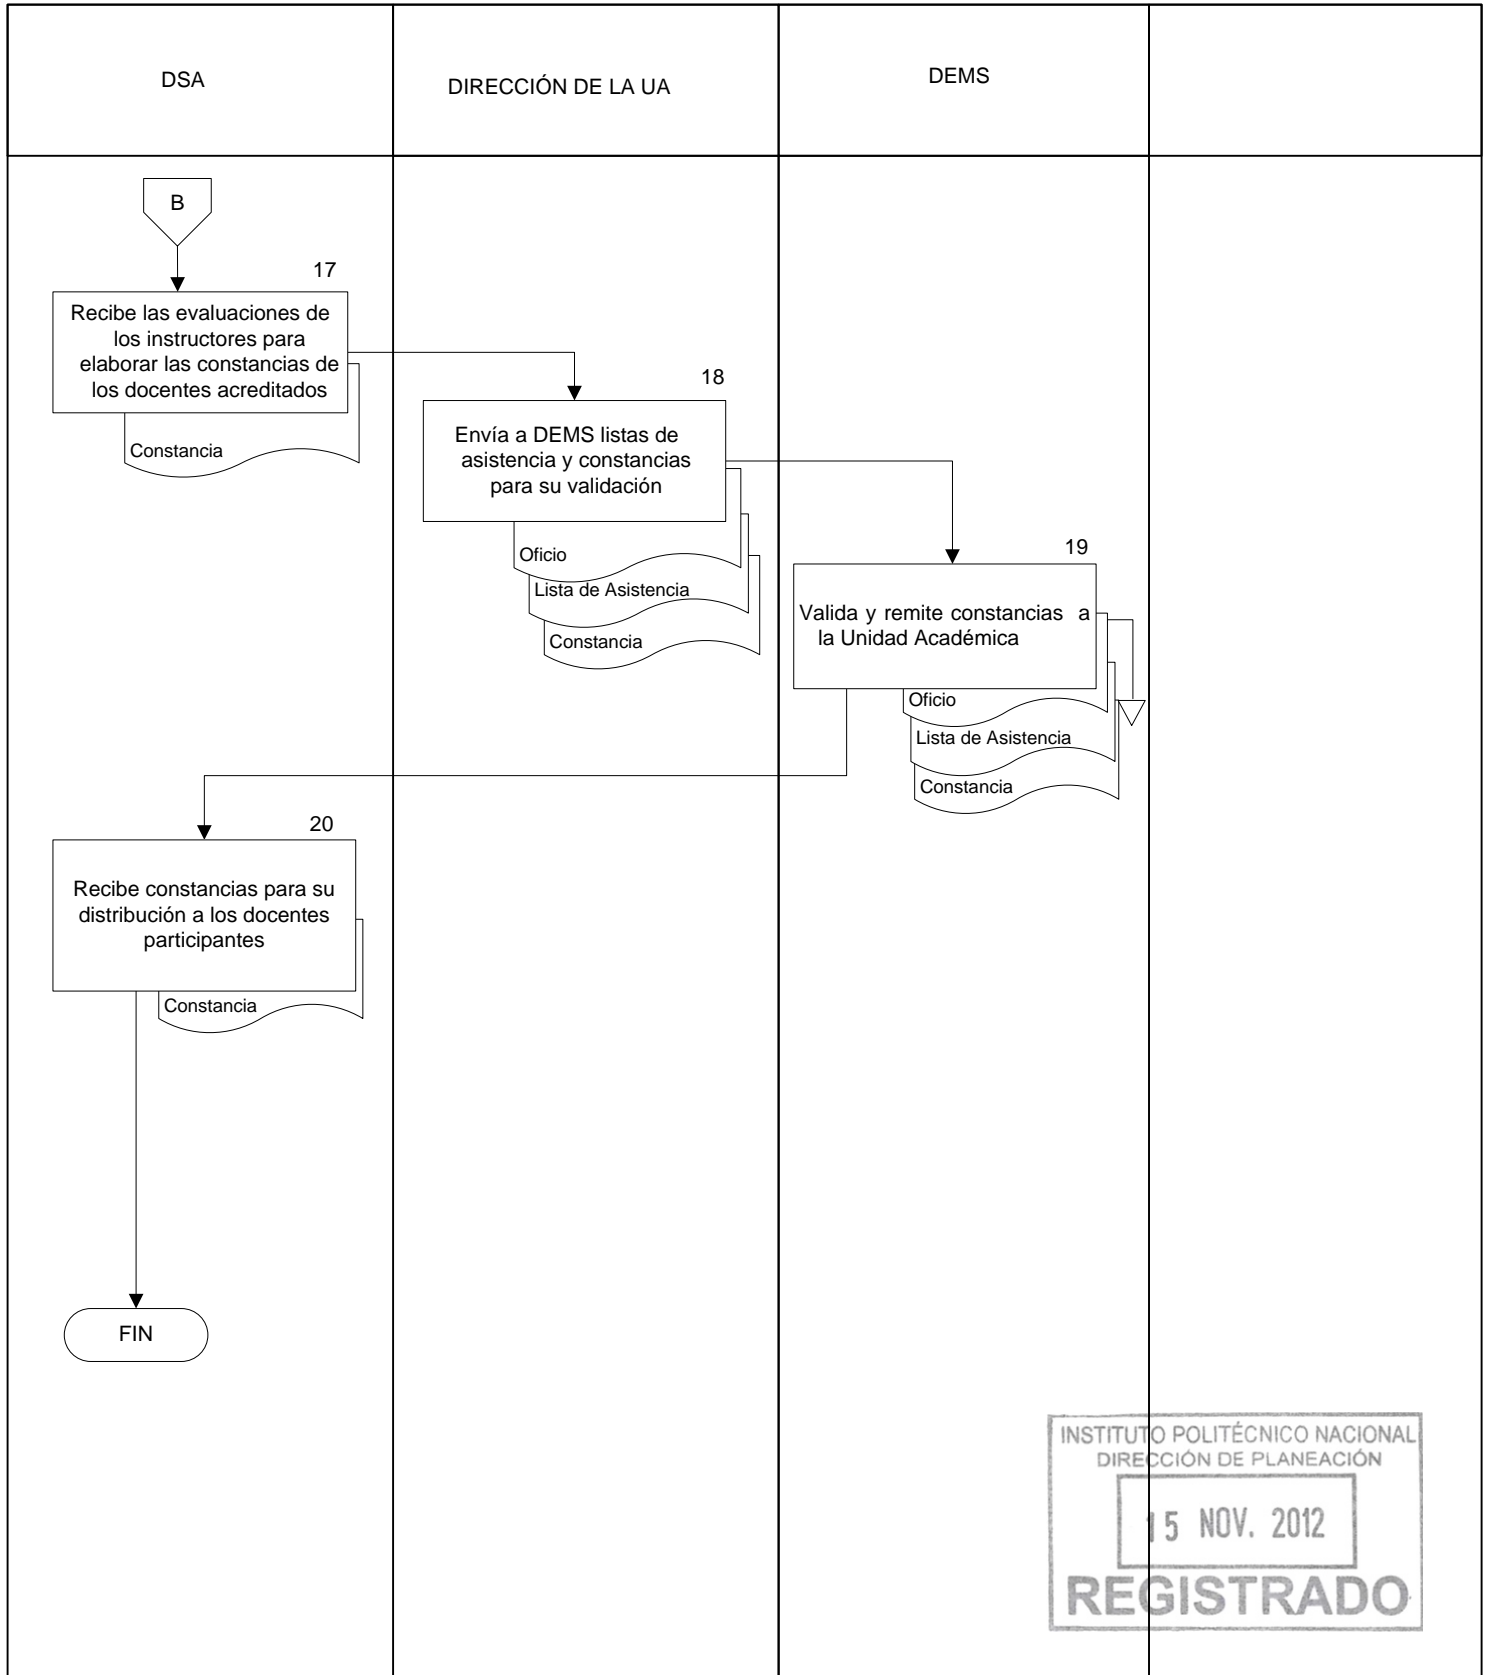 DSA
DIRECCIÓN DE LA UA
DEMS
B
17
Recibe las evaluaciones de
los instructores para
elaborar las constancias de
los docentes acreditados
Constancia
18
Envía a DEMS listas de
asistencia y constancias
para su validación
Oficio
Lista de Asistencia
Constancia
19
Valida y remite constancias a
la Unidad Académica
Oficio
Lista de Asistencia
Constancia
20
Recibe constancias para su
distribución a los docentes
participantes
Constancia
FIN
INSTITUTO POLITÉCNICO NACIONAL
DIRECCIÓN DE PLANEACIÓN
15 NOV. 2012
REGISTRADO